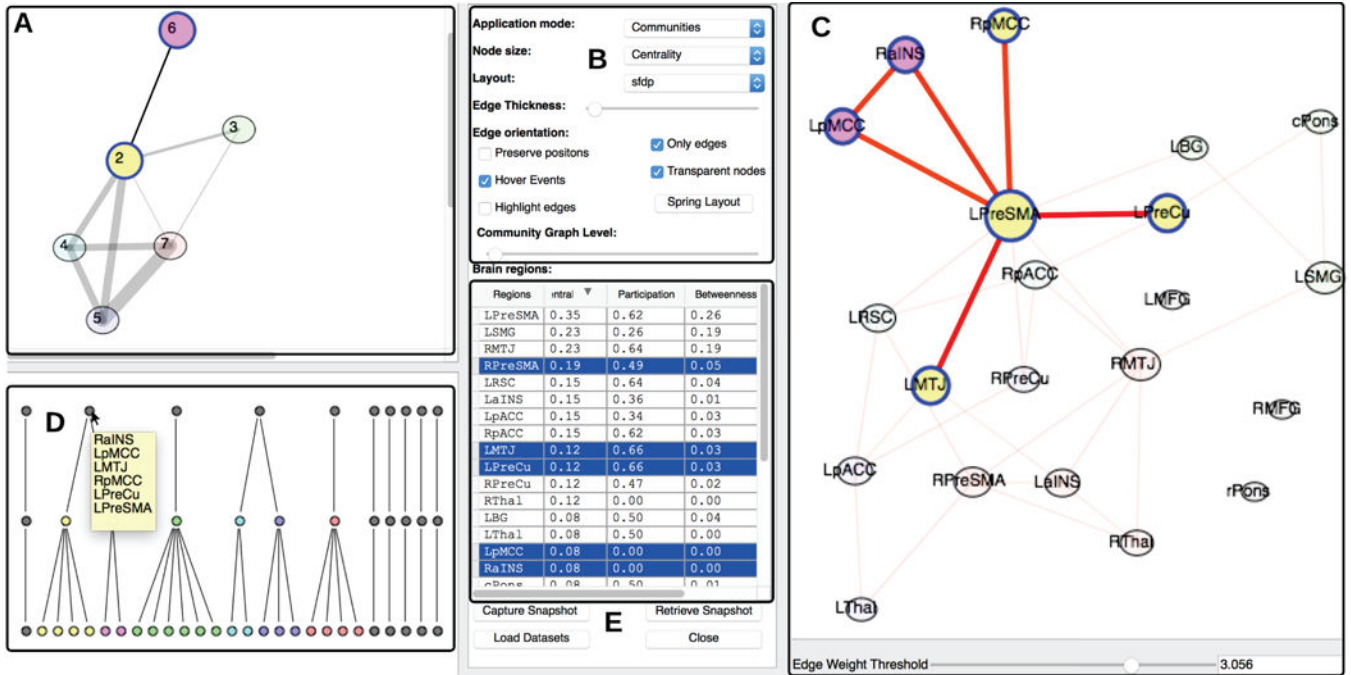 A
6
3
2
4
7
5
Application mode: Communities
Node size: Centrality
B
Layout: sfdp
Edge Thickness:
Edge orientation:
Preserve positons
Only edges
Hover Events
Transparent nodes
Highlight edges
Spring Layout
Community Graph Level:
Brain regions:
Regions ıntral ▼ Participation Betweenness
LPreSMA 0.35 0.62 0.26
LSMG 0.23 0.26 0.19
RMTJ 0.23 0.64 0.19
RPreSMA 0.19 0.49 0.05
LRSC 0.15 0.64 0.04
LaINS 0.15 0.36 0.01
LpACC 0.15 0.34 0.03
RpACC 0.15 0.62 0.03
LMTJ 0.12 0.66 0.03
LPreCu 0.12 0.66 0.03
RPreCu 0.12 0.47 0.02
RThal 0.12 0.00 0.00
LBG 0.08 0.50 0.04
LThal 0.08 0.50 0.00
LpMCC 0.08 0.00 0.00
RaINS 0.08 0.00 0.00
cPons 0.08 0.50 0.01
Capture Snapshot
Retrieve Snapshot
E
Load Datasets
Close
C
RpMCC
RaINS
LpMCC
cPons
LBG
LPreSMA
LPreCu
RpACC
LSMG
LMFG
LRSC
RMTJ
RPreCu
LMTJ
RMFG
LpACC
RPreSMA
LaINS
rPons
RThal
LThal
Edge Weight Threshold 3.056
D
RaINS
LpMCC
LMTJ
RpMCC
LPreCu
LPreSMA